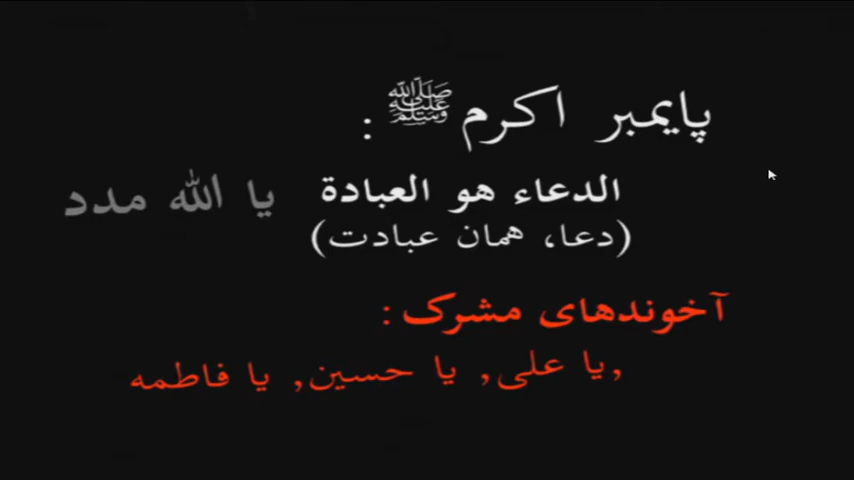 پایمبر اکرم ﷺ :
الدعاء هو العبادة یا الله مدد
(دعا، همان عبادت)
آخوندهای مشرک :
,یا علی, یا حسین, یا فاطمه